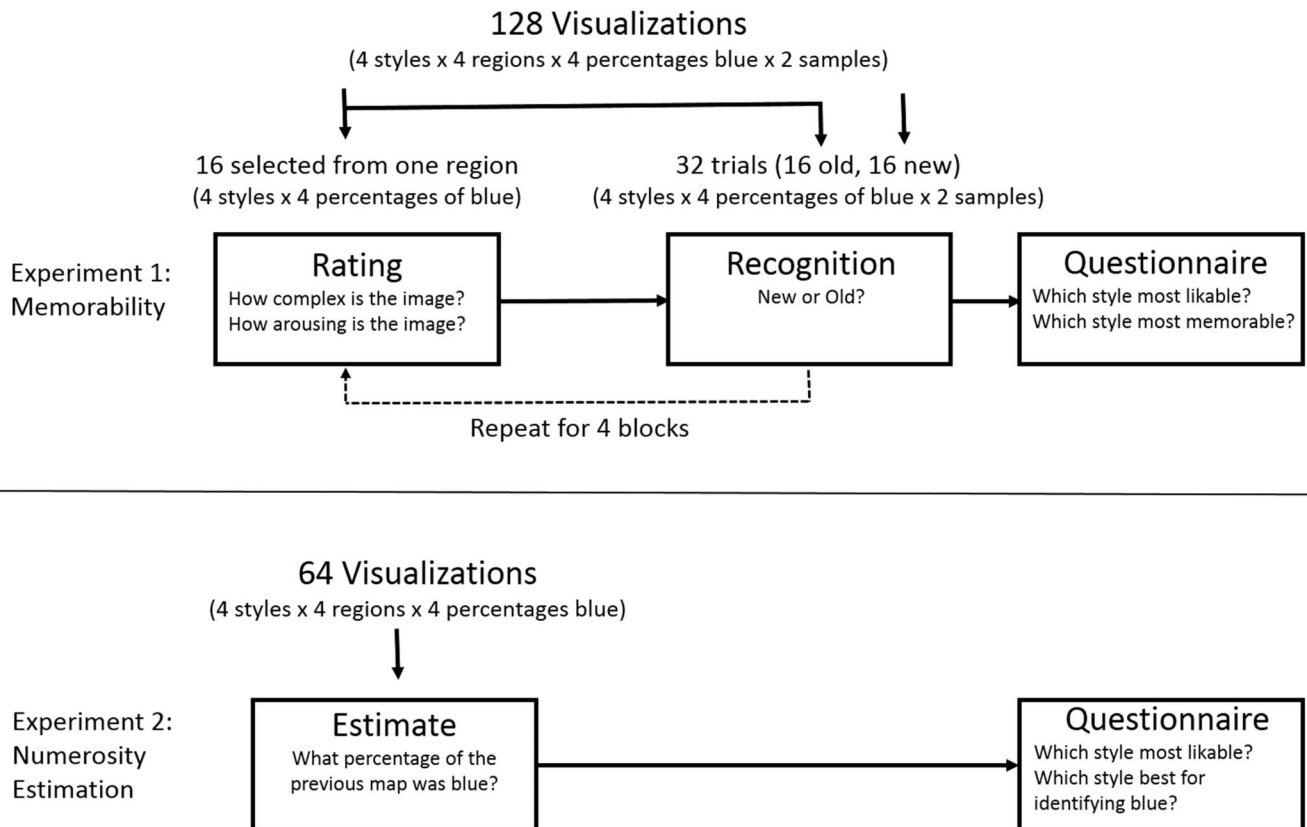 128 Visualizations
(4 styles x 4 regions x 4 percentages blue x 2 samples)
16 selected from one region
(4 styles x 4 percentages of blue)
32 trials (16 old, 16 new)
(4 styles x 4 percentages of blue x 2 samples)
Experiment 1:
Memorability
Rating
How complex is the image?
How arousing is the image?
Recognition
New or Old?
Questionnaire
Which style most likable?
Which style most memorable?
Repeat for 4 blocks
64 Visualizations
(4 styles x 4 regions x 4 percentages blue)
Experiment 2:
Numerosity
Estimation
Estimate
What percentage of the
previous map was blue?
Questionnaire
Which style most likable?
Which style best for
identifying blue?